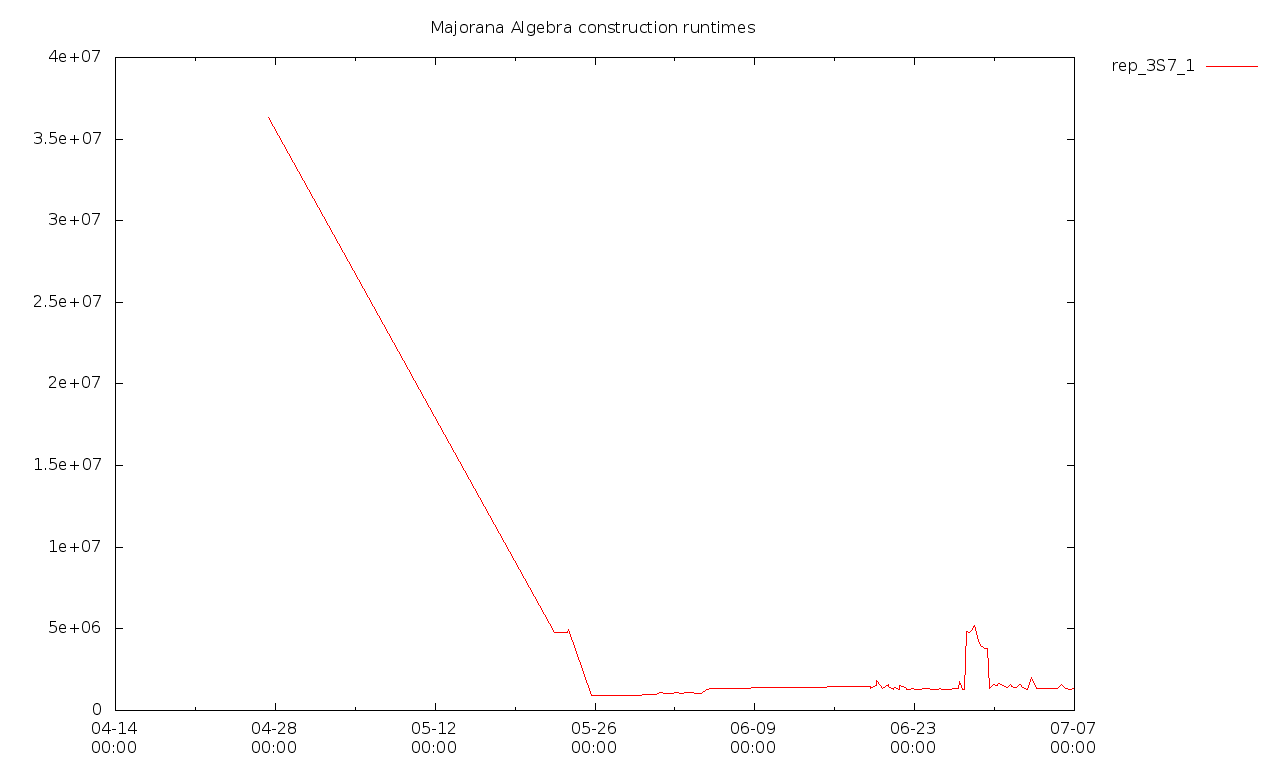 Majorana Algebra construction runtimes
rep_3S7_1
4e+07
3.5e+07
3e+07
2.5e+07
2e+07
1.5e+07
1e+07
5e+06
0
04-14 04-28 05-12 05-26 06-09 06-23 07-07
00:00 00:00 00:00 00:00 00:00 00:00 00:00